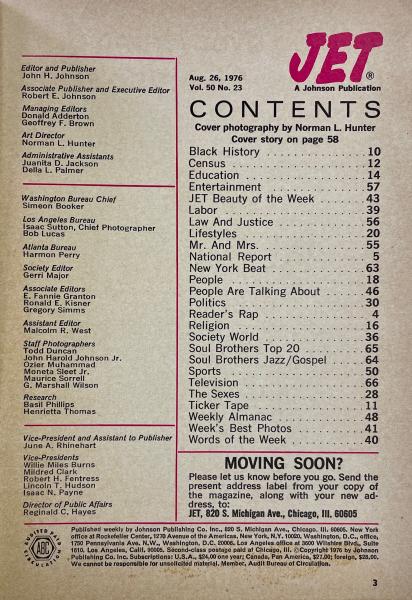 Editor and Publisher
John H. Johnson
Associate Publisher and Executive Editor
Robert E. Johnson
Managing Editors
Donald Adderton
Geoffrey F. Brown
Art Director
Norman L. Hunter
Administrative Assistants
Juanita D. Jackson
Della L. Palmer
Washington Bureau Chief
Simeon Booker
Los Angeles Bureau
Isaac Sutton, Chief Photographer
Bob Lucas
Atlanta Bureau
Harmon Perry
Society Editor
Gerri Major
Associate Editors
E. Fannie Granton
Ronald E. Kisner
Gregory Simms
Assistant Editor
Malcolm R. West
Staff Photographers
Todd Duncan
John Harold Johnson Jr.
Ozier Muhammad
Moneta Sleet Jr.
Maurice Sorrell
G. Marshall Wilson
Research
Basil Phillips
Henrietta Thomas
Vice-President and Assistant to Publisher
June A. Rhinehart
Vice-Presidents
Willie Miles Burns
Mildred Clark
Robert H. Fentress
Lincoln T. Hudson
Isaac N. Payne
Director of Public Affairs
Reginald C. Hayes
JET®
Aug. 26, 1976
Vol. 50 No. 23
A Johnson Publication
CONTENTS
Cover photography by Norman L. Hunter
Cover story on page 58
Black History 10
Census 12
Education 14
Entertainment 57
JET Beauty of the Week 43
Labor 39
Law And Justice 56
Lifestyles 20
Mr. And Mrs. 55
National Report 5
New York Beat 63
People 18
People Are Talking About 46
Politics 30
Reader's Rap 4
Religion 16
Society World 36
Soul Brothers Top 20 65
Soul Brothers Jazz/Gospel 64
Sports 50
Television 66
The Sexes 28
Ticker Tape 11
Weekly Almanac 48
Week's Best Photos 41
Words of the Week 40
MOVING SOON?
Please let us know before you go. Send the
present address label from your copy of
the magazine, along with your new ad-
dress, to:
JET, 820 S. Michigan Ave., Chicago, Ill. 60605
AUDITED PAID
ABC
CIRCULATION
Published weekly by Johnson Publishing Co. Inc., 820 S. Michigan Ave., Chicago, Ill. 60605. New York
office at Rockefeller Center, 1270 Avenue of the Americas, New York, N.Y. 10020. Washington, D.C., office,
1750 Pennsylvania Ave. N.W., Washington, D.C. 20006. Los Angeles office at 3600 Wilshire Blvd., Suite
1610, Los Angeles, Calif. 90005. Second-class postage paid at Chicago, Ill. ©Copyright 1976 by Johnson
Publishing Co. Inc. Subscriptions: U.S.A., $24.00 one year; Canada, Pan America, $27.00; foreign, $28.00.
We cannot be responsible for unsolicited material. Member, Audit Bureau of Circulation.
3